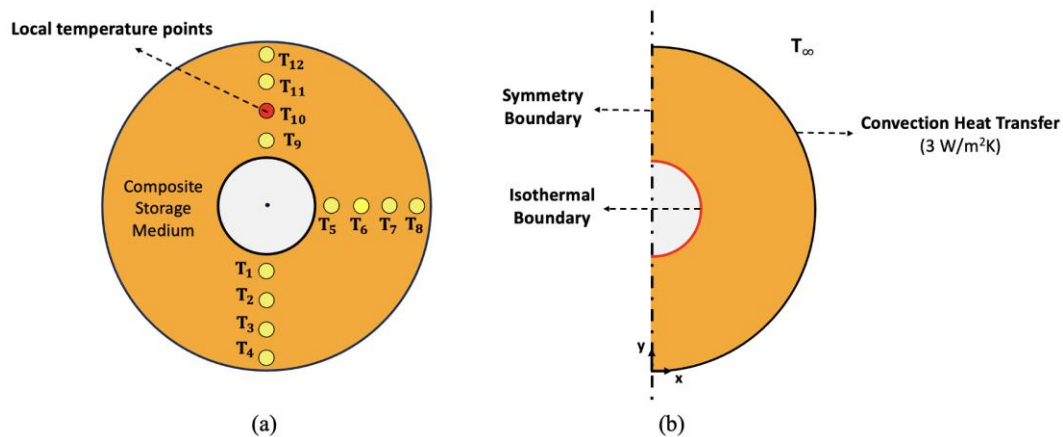 Local temperature points
T₁₂
T₁₁
T₁₀
T₉
Composite
Storage
Medium
T₅ T₆ T₇ T₈
T₁
T₂
T₃
T₄
(a)
T∞
Symmetry
Boundary
Convection Heat Transfer
(3 W/m²K)
Isothermal
Boundary
y
x
(b)